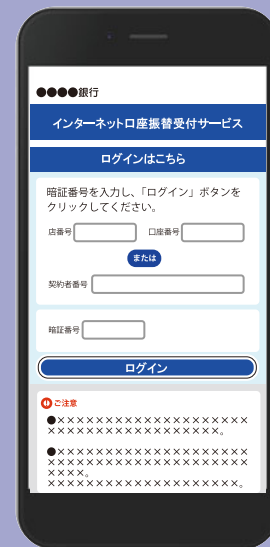 ●●●●銀行
インターネット口座振替受付サービス
ログインはこちら
暗証番号を入力し、「ログイン」ボタンを
クリックしてください。
店番号 口座番号
または
契約者番号
暗証番号
ログイン
ご注意
●×××××××××××××××××××
××××××××××××××××××。
●×××××××××××××××××××
××××××××××××××××××××
××××。
×××××××××××××××××××。